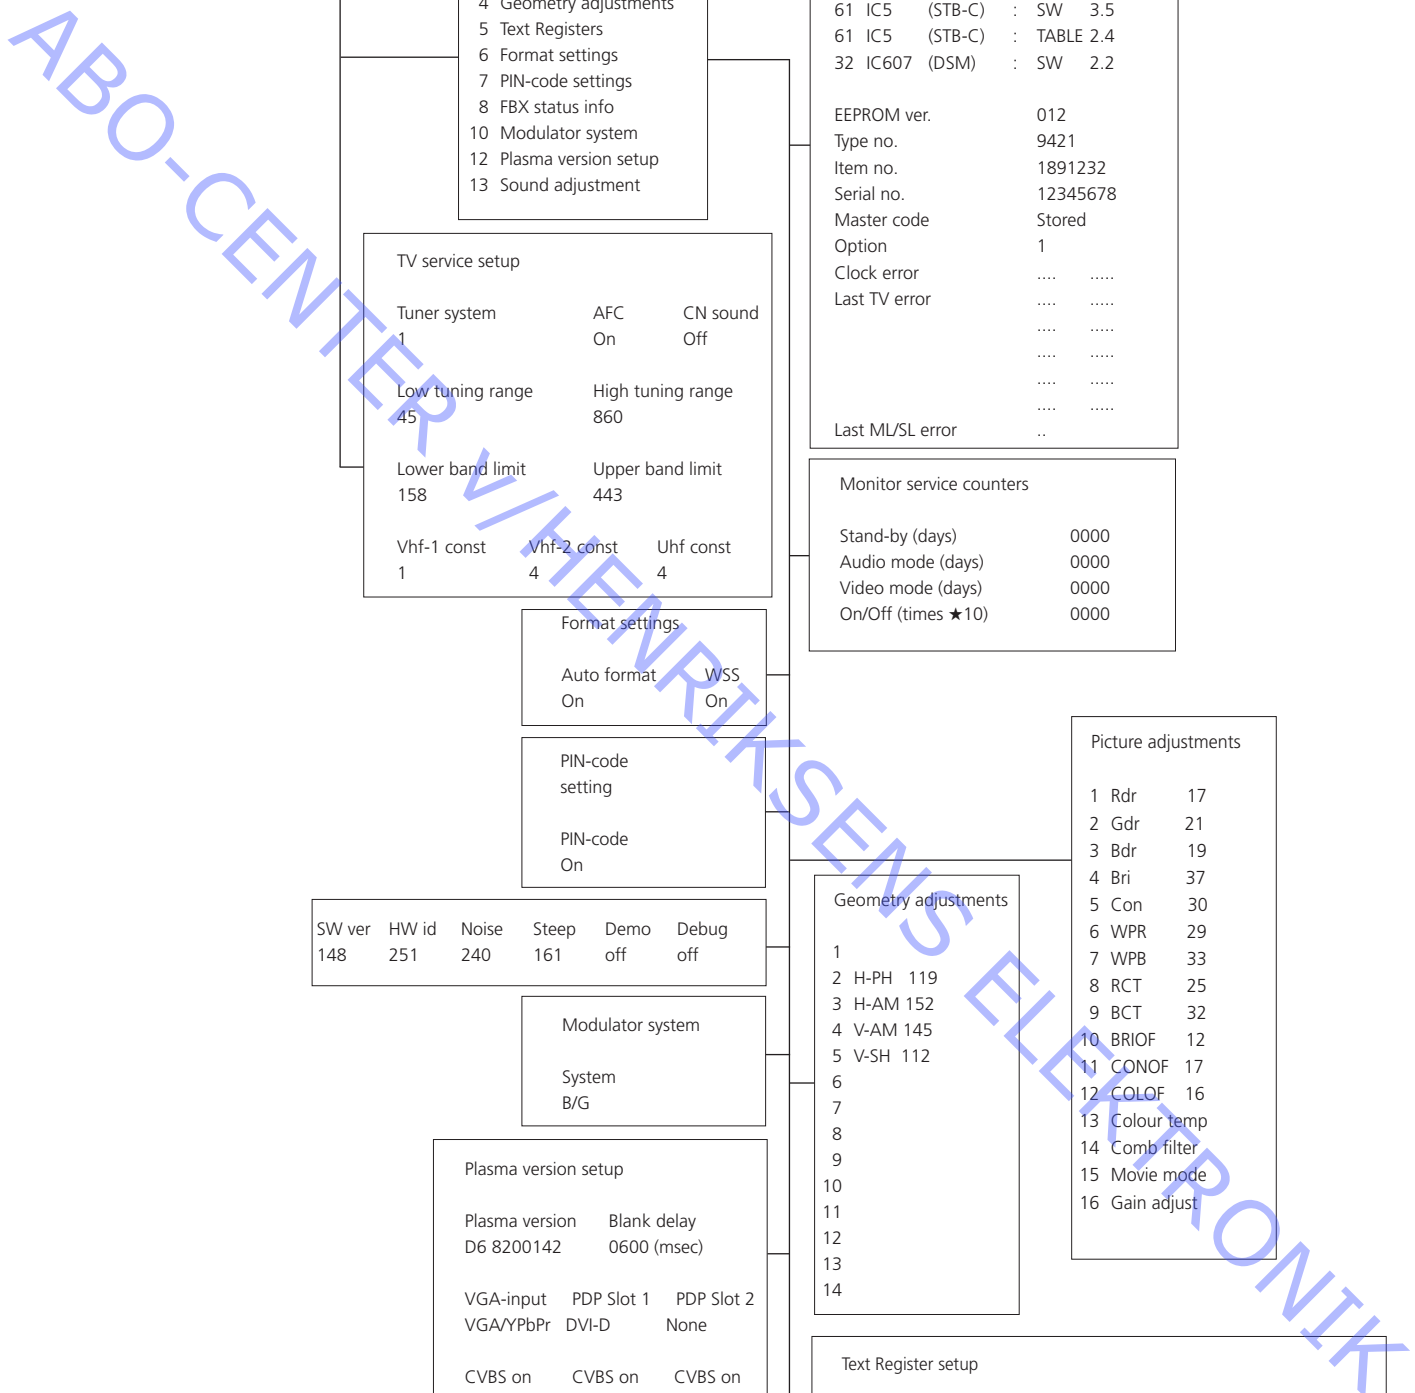 4 Geometry adjustments
5 Text Registers
6 Format settings
7 PIN-code settings
8 FBX status info
10 Modulator system
12 Plasma version setup
13 Sound adjustment
61 IC5 (STB-C) : SW 3.5
61 IC5 (STB-C) : TABLE 2.4
32 IC607 (DSM) : SW 2.2
EEPROM ver. 012
Type no. 9421
Item no. 1891232
Serial no. 12345678
Master code Stored
Option 1
Clock error .... .....
Last TV error .... .....
.... .....
.... .....
.... .....
.... .....
Last ML/SL error ..
TV service setup
Tuner system AFC CN sound
1 On Off
Low tuning range High tuning range
45 860
Lower band limit Upper band limit
158 443
Vhf-1 const Vhf-2 const Uhf const
1 4 4
Monitor service counters
Stand-by (days) 0000
Audio mode (days) 0000
Video mode (days) 0000
On/Off (times ★10) 0000
Format settings
Auto format WSS
On On
PIN-code
setting
PIN-code
On
Picture adjustments
1 Rdr 17
2 Gdr 21
3 Bdr 19
4 Bri 37
5 Con 30
6 WPR 29
7 WPB 33
8 RCT 25
9 BCT 32
10 BRIOF 12
11 CONOF 17
12 COLOF 16
13 Colour temp
14 Comb filter
15 Movie mode
16 Gain adjust
SW ver HW id Noise Steep Demo Debug
148 251 240 161 off off
Geometry adjustments
1
2 H-PH 119
3 H-AM 152
4 V-AM 145
5 V-SH 112
6
7
8
9
10
11
12
13
14
Modulator system
System
B/G
Plasma version setup
Plasma version Blank delay
D6 8200142 0600 (msec)
VGA-input PDP Slot 1 PDP Slot 2
VGA/YPbPr DVI-D None
CVBS on CVBS on CVBS on
Text Register setup
ABO-CENTER v/HENRIKSENS ELEKTRONIK